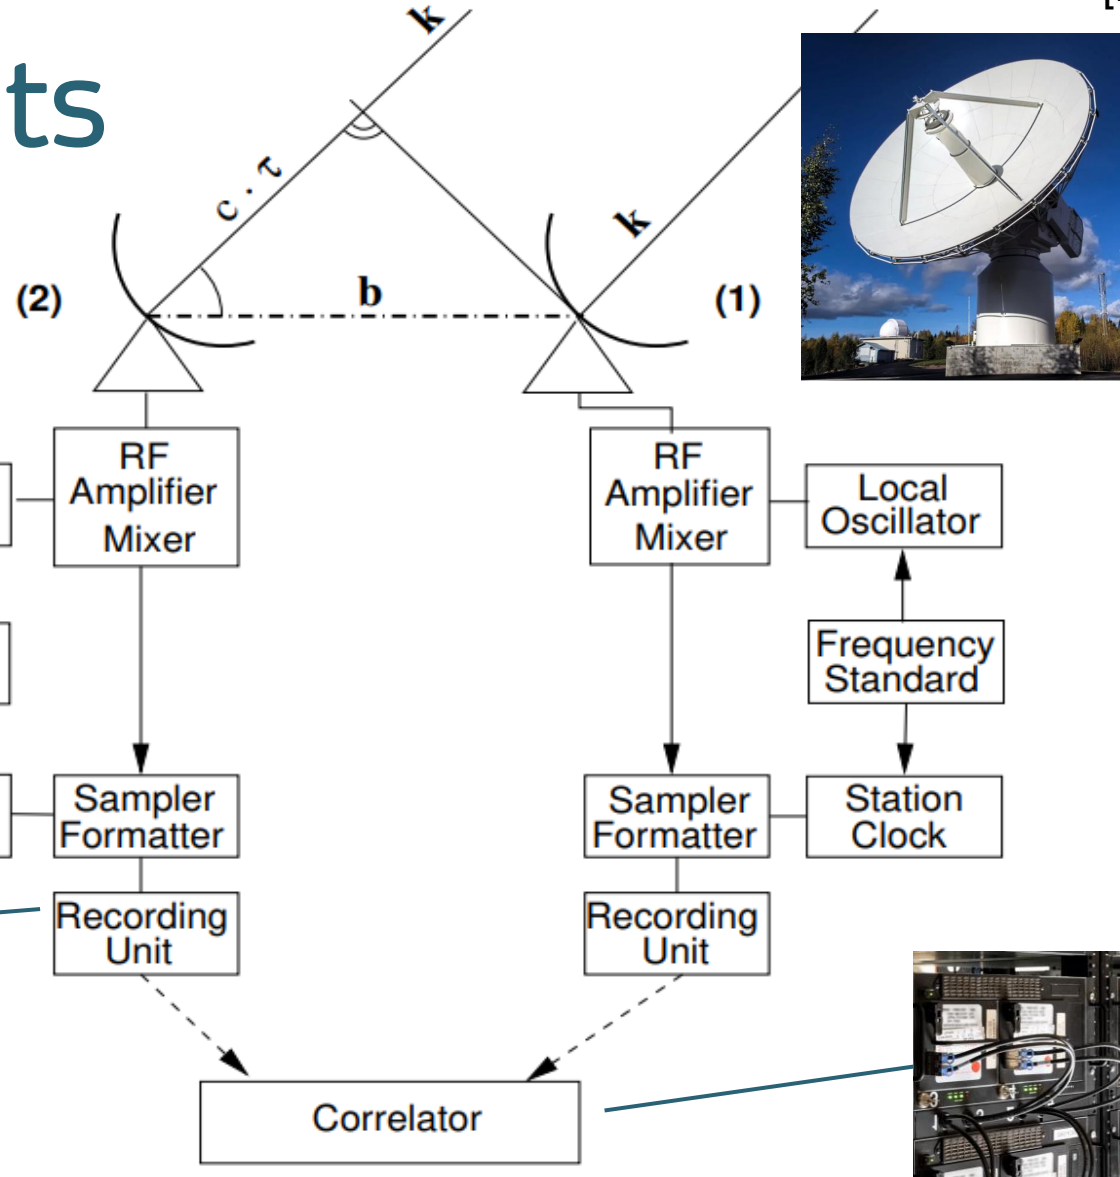 ts
k
c · τ
k
(2)
b
(1)
RF
Amplifier
Mixer
RF
Amplifier
Mixer
Local
Oscillator
Frequency
Standard
Sampler
Formatter
Sampler
Formatter
Station
Clock
Recording
Unit
Recording
Unit
Correlator